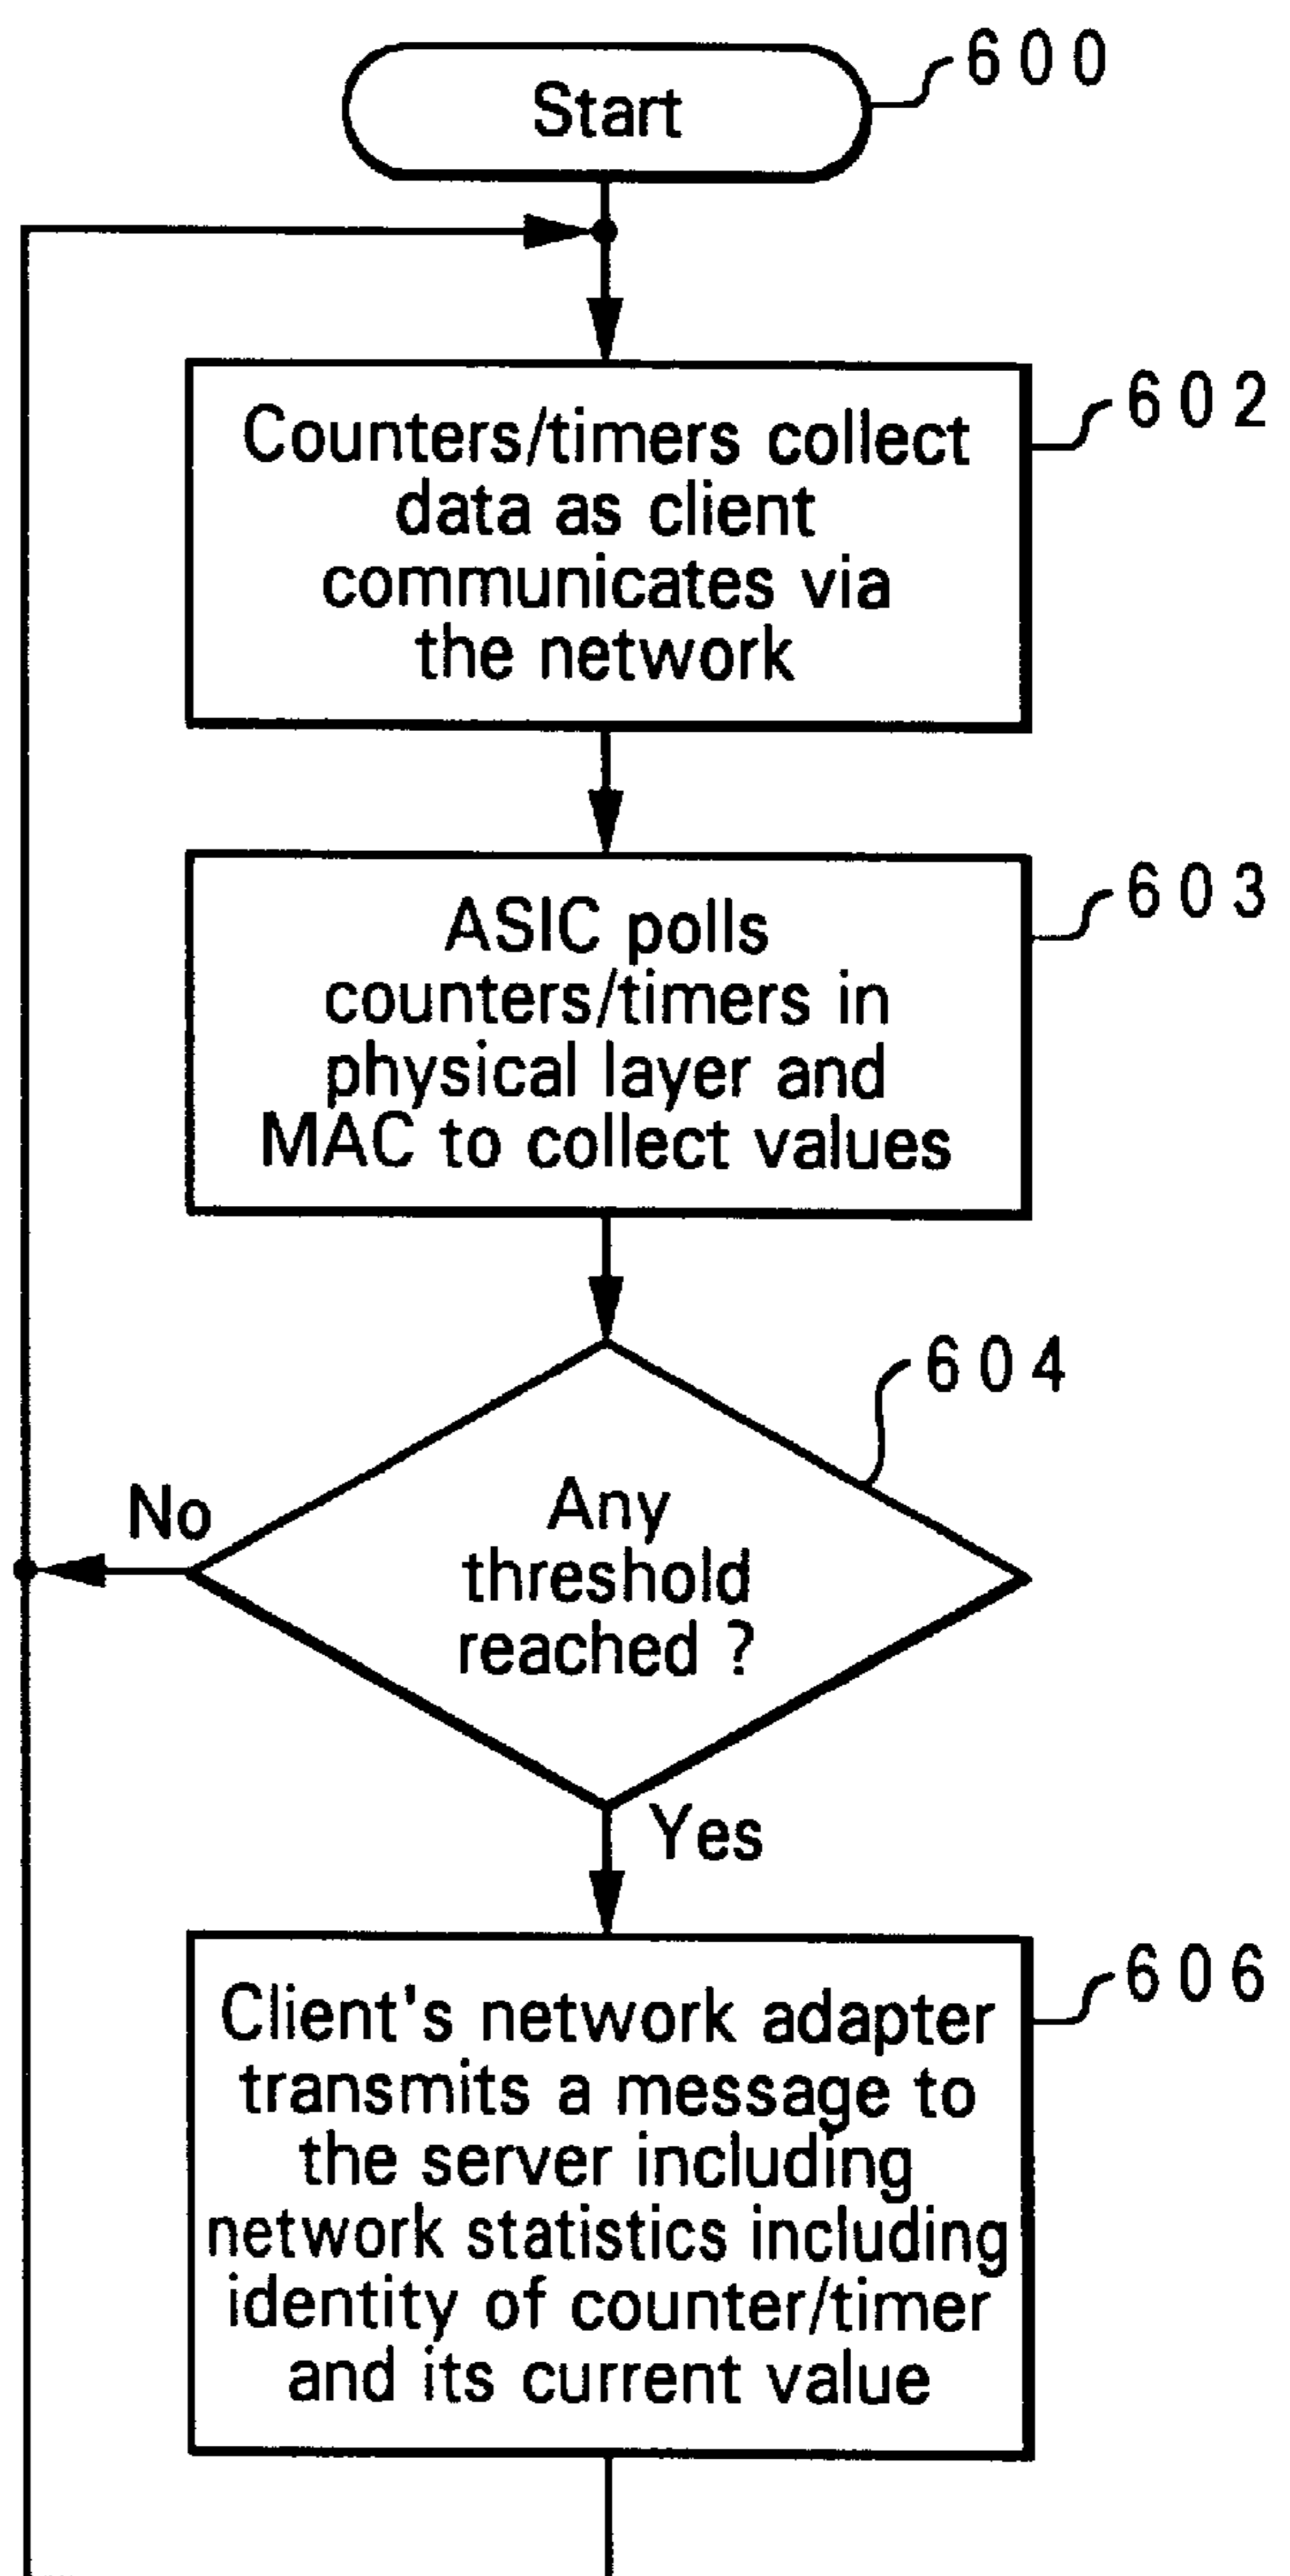 Start
600
Counters/timers collect
data as client
communicates via
the network
602
ASIC polls
counters/timers in
physical layer and
MAC to collect values
603
604
Any
threshold
reached ?
No
Yes
Client's network adapter
transmits a message to
the server including
network statistics including
identity of counter/timer
and its current value
606